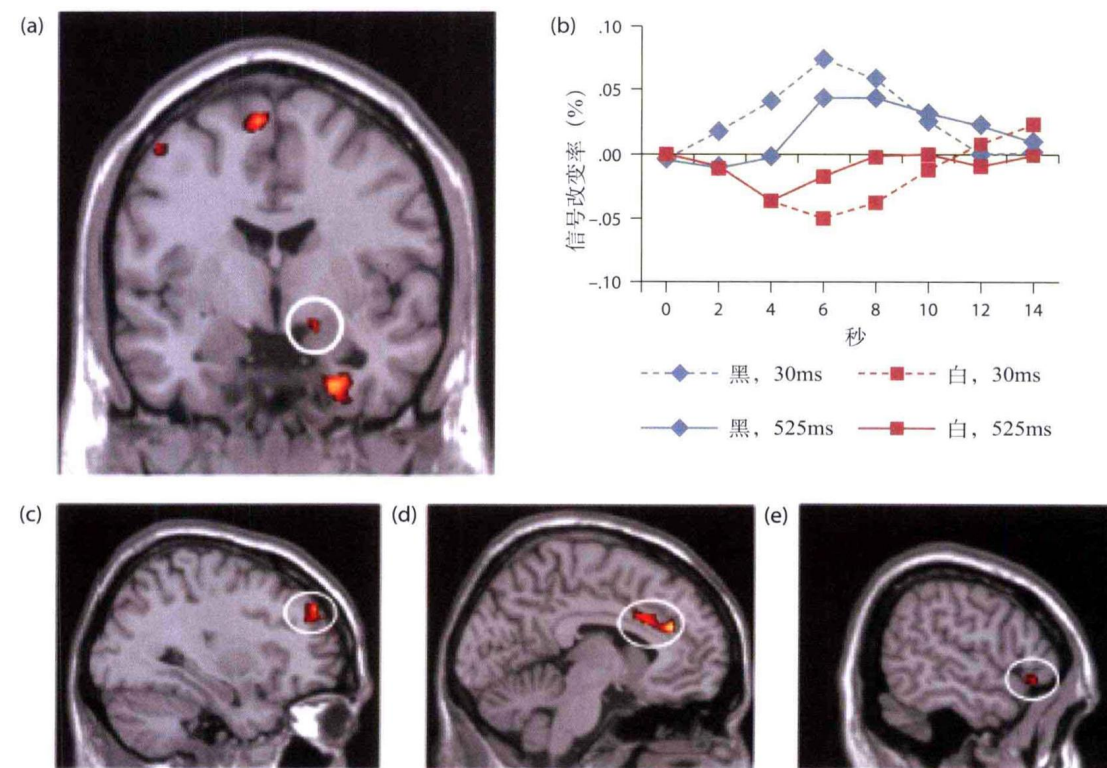 (a)
(b)
.10
.05
.00
-.05
-.10
信号改变率（%）
0 2 4 6 8 10 12 14
秒
黑，30ms 白，30ms
黑，525ms 白，525ms
(c) (d) (e)